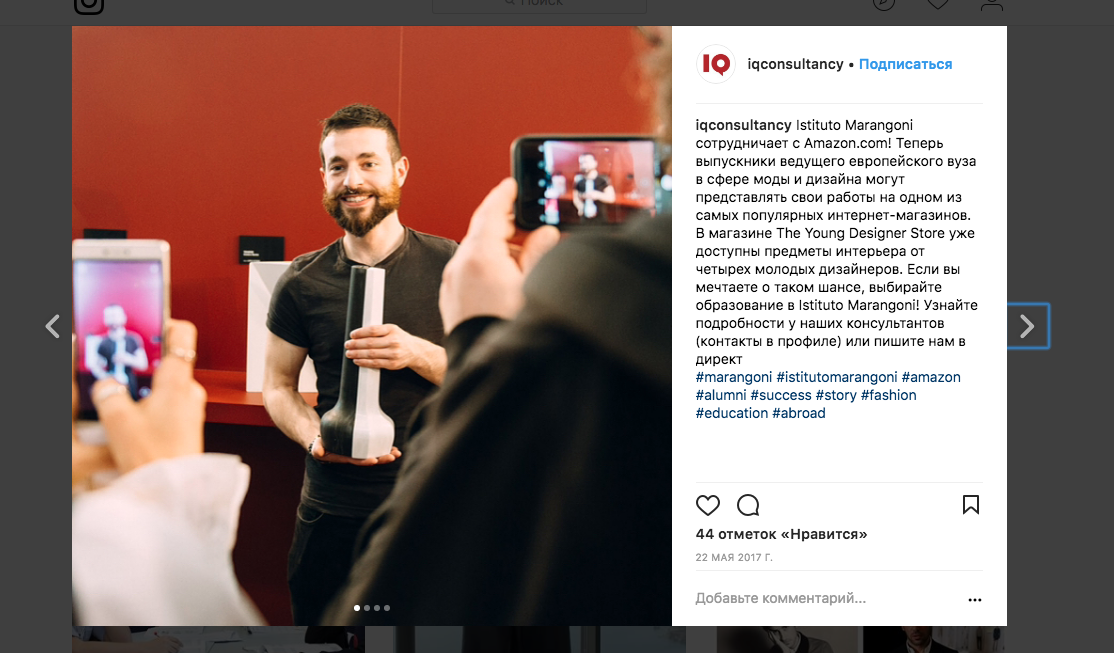 Поиск
IQ
iqconsultancy • Подписаться
iqconsultancy Istituto Marangoni
сотрудничает с Amazon.com! Теперь
выпускники ведущего европейского вуза
в сфере моды и дизайна могут
представлять свои работы на одном из
самых популярных интернет-магазинов.
В магазине The Young Designer Store уже
доступны предметы интерьера от
четырех молодых дизайнеров. Если вы
мечтаете о таком шансе, выбирайте
образование в Istituto Marangoni! Узнайте
подробности у наших консультантов
(контакты в профиле) или пишите нам в
директ
#marangoni #istitutomarangoni #amazon
#alumni #success #story #fashion
#education #abroad
44 отметок «Нравится»
22 МАЯ 2017 Г.
Добавьте комментарий...